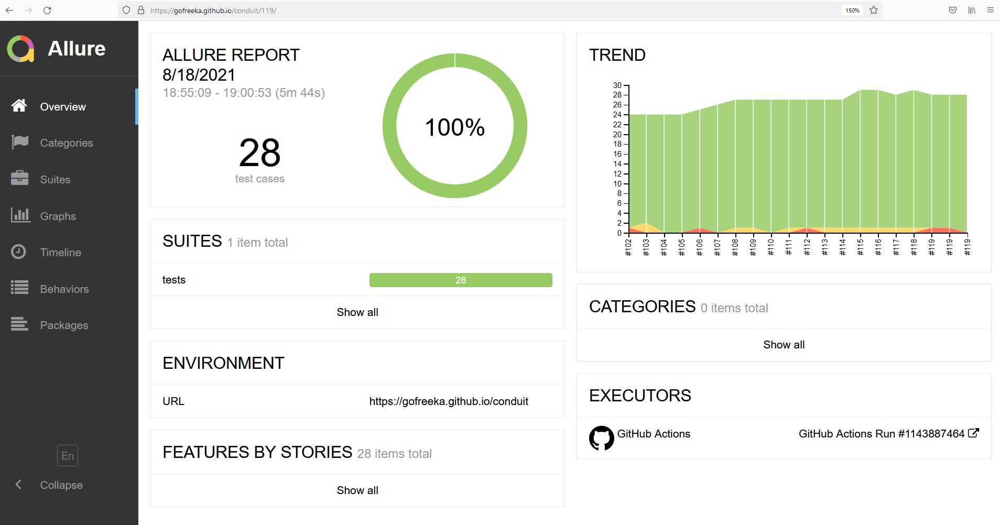 https://gofreeka.github.io/conduit/119/
150%
Allure
Overview
Categories
Suites
Graphs
Timeline
Behaviors
Packages
En
Collapse
ALLURE REPORT
8/18/2021
18:55:09 - 19:00:53 (5m 44s)
28
test cases
100%
SUITES 1 item total
tests 28
Show all
ENVIRONMENT
URL https://gofreeka.github.io/conduit
FEATURES BY STORIES 28 items total
Show all
TREND
30
28
26
24
22
20
18
16
14
12
10
8
6
4
2
0
#102 #103 #104 #105 #106 #107 #108 #109 #110 #111 #112 #113 #114 #115 #116 #117 #118 #119 #119 #119
CATEGORIES 0 items total
Show all
EXECUTORS
GitHub Actions GitHub Actions Run #1143887464